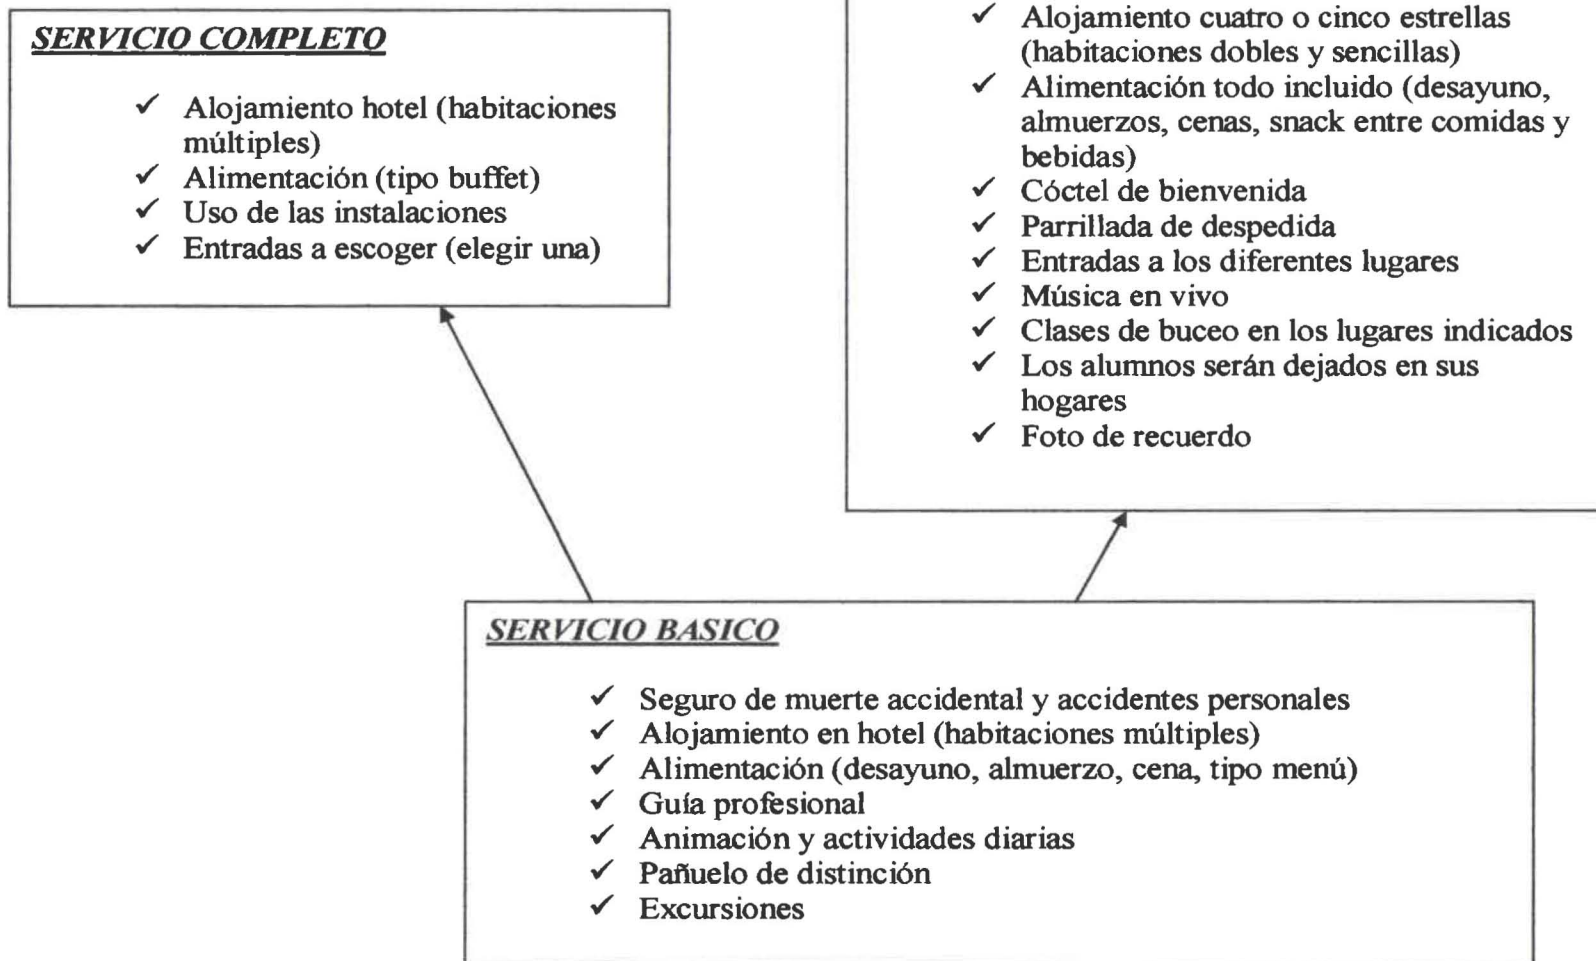 SERVICIO COMPLETO
✓ Alojamiento hotel (habitaciones
múltiples)
✓ Alimentación (tipo buffet)
✓ Uso de las instalaciones
✓ Entradas a escoger (elegir una)
✓ Alojamiento cuatro o cinco estrellas
(habitaciones dobles y sencillas)
✓ Alimentación todo incluido (desayuno,
almuerzos, cenas, snack entre comidas y
bebidas)
✓ Cóctel de bienvenida
✓ Parrillada de despedida
✓ Entradas a los diferentes lugares
✓ Música en vivo
✓ Clases de buceo en los lugares indicados
✓ Los alumnos serán dejados en sus
hogares
✓ Foto de recuerdo
SERVICIO BASICO
✓ Seguro de muerte accidental y accidentes personales
✓ Alojamiento en hotel (habitaciones múltiples)
✓ Alimentación (desayuno, almuerzo, cena, tipo menú)
✓ Guía profesional
✓ Animación y actividades diarias
✓ Pañuelo de distinción
✓ Excursiones